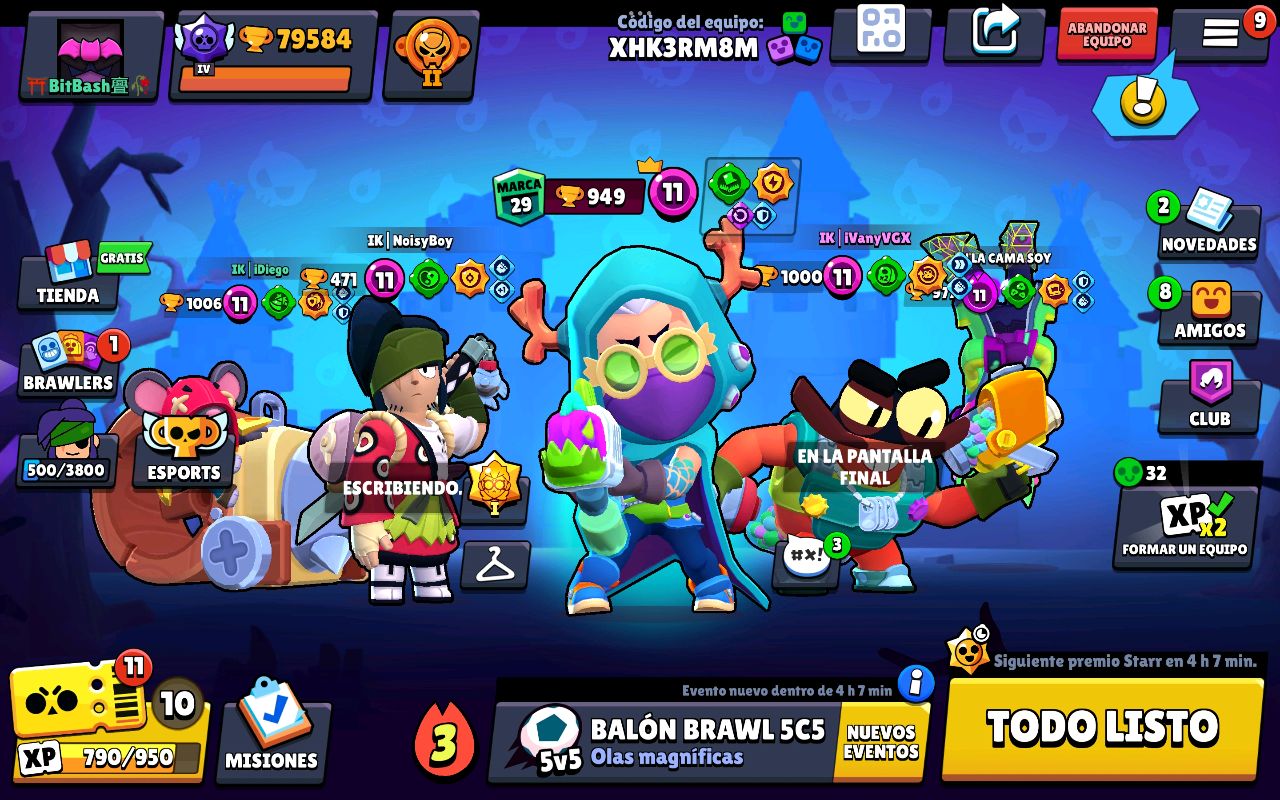 ⛩BitBash
IV
79584
II
Código del equipo:
XHK3RM8M
ABANDONAR
EQUIPO
9
MARCA
29
949
11
TIENDA
GRATIS
BRAWLERS
1
500/3800
ESPORTS
IK|iDiego
1006
11
IK|NoisyBoy
471
11
IK|iVanyVGX
1000
11
LA CAMA SOY
11
ESCRIBIENDO.
I
EN LA PANTALLA
FINAL
#x!
3
2
NOVEDADES
8
AMIGOS
CLUB
32
XP
x2
FORMAR UN EQUIPO
11
10
XP
790/950
MISIONES
3
Evento nuevo dentro de 4 h 7 min
i
5v5
BALÓN BRAWL 5C5
Olas magníficas
NUEVOS
EVENTOS
Siguiente premio Starr en 4 h 7 min.
TODO LISTO